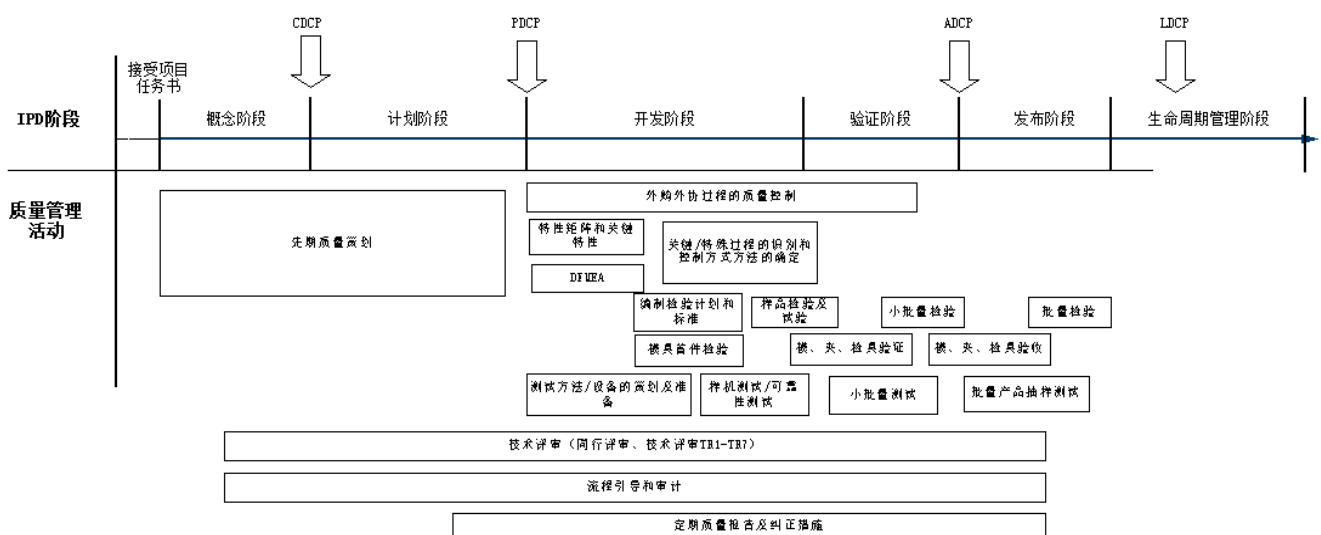 CDCP
PDCP
ADCP
LDCP
接受项目
任务书
IPD阶段
概念阶段
计划阶段
开发阶段
验证阶段
发布阶段
生命周期管理阶段
质量管理
活动
先期质量策划
外购外协过程的质量控制
特性矩阵和关键
特性
关键/特殊过程的识别和
控制方式方法的确定
DFMEA
编制检验计划和
标准
样品检验及
试验
小批量检验
批量检验
模具首件检验
模、夹、检具验证
模、夹、检具验收
测试方法/设备的策划及准
备
样机测试/可靠
性测试
小批量测试
批量产品抽样测试
技术评审（同行评审、技术评审TR1-TR7）
流程引导和审计
定期质量报告及纠正措施